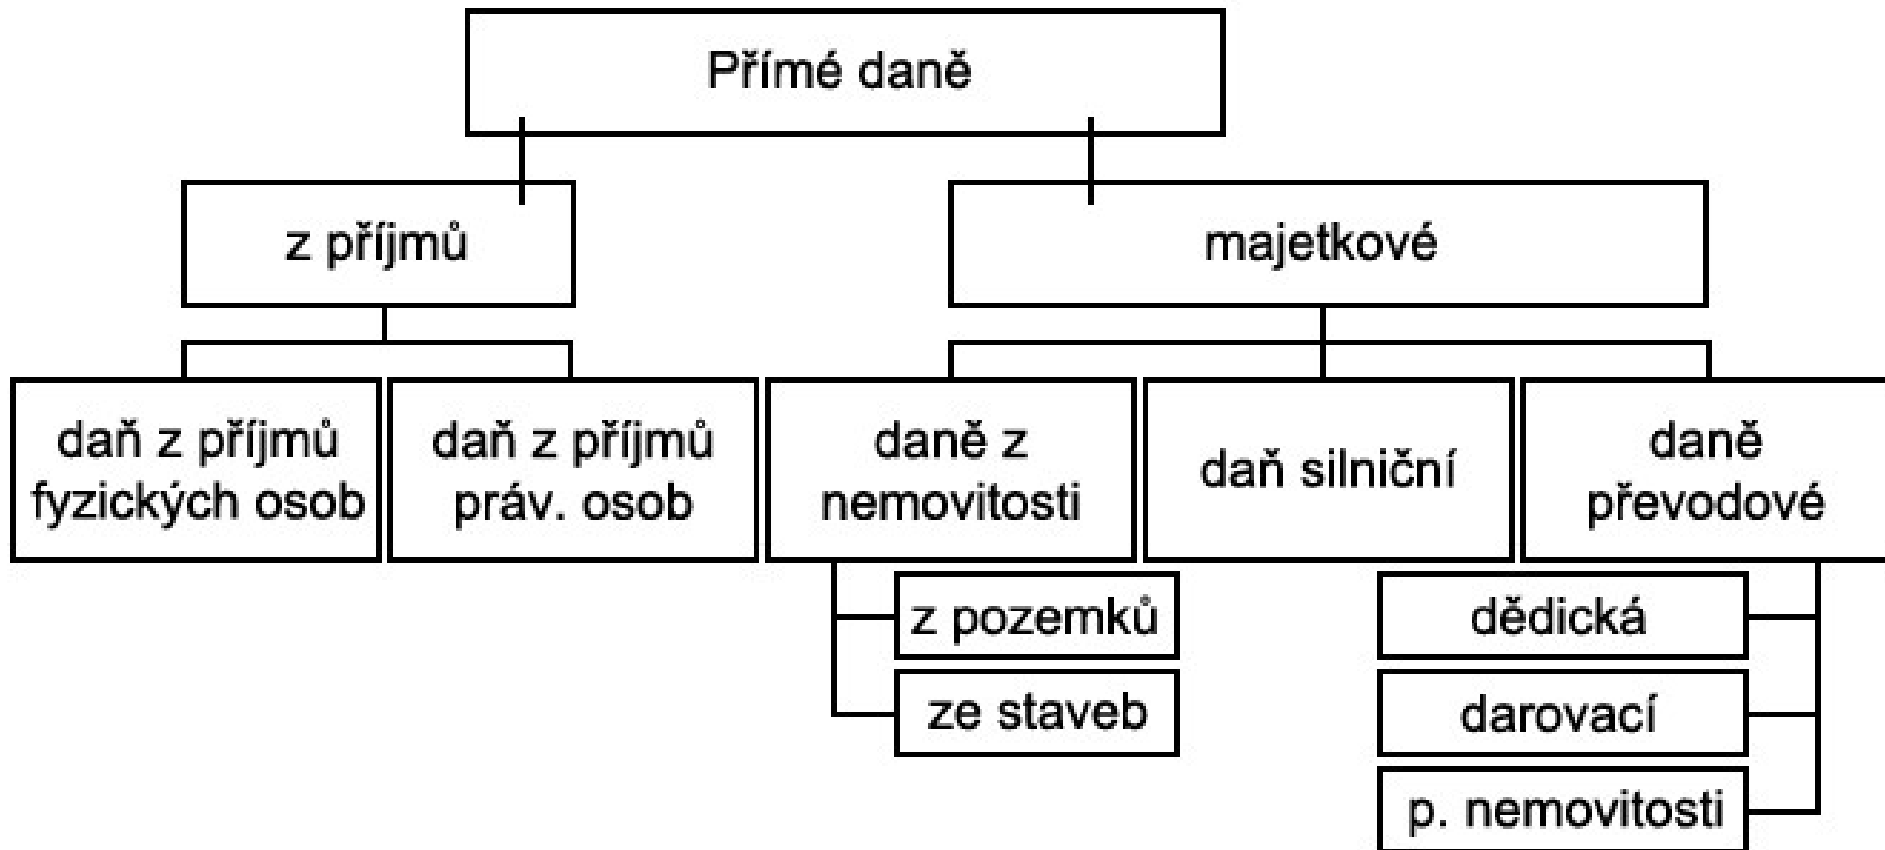 Přímé daně
z příjmů
majetkové
daň z příjmů
fyzických osob
daň z příjmů
práv. osob
daně z
nemovitosti
daň silniční
daně
převodové
z pozemků
ze staveb
dědická
darovací
p. nemovitosti